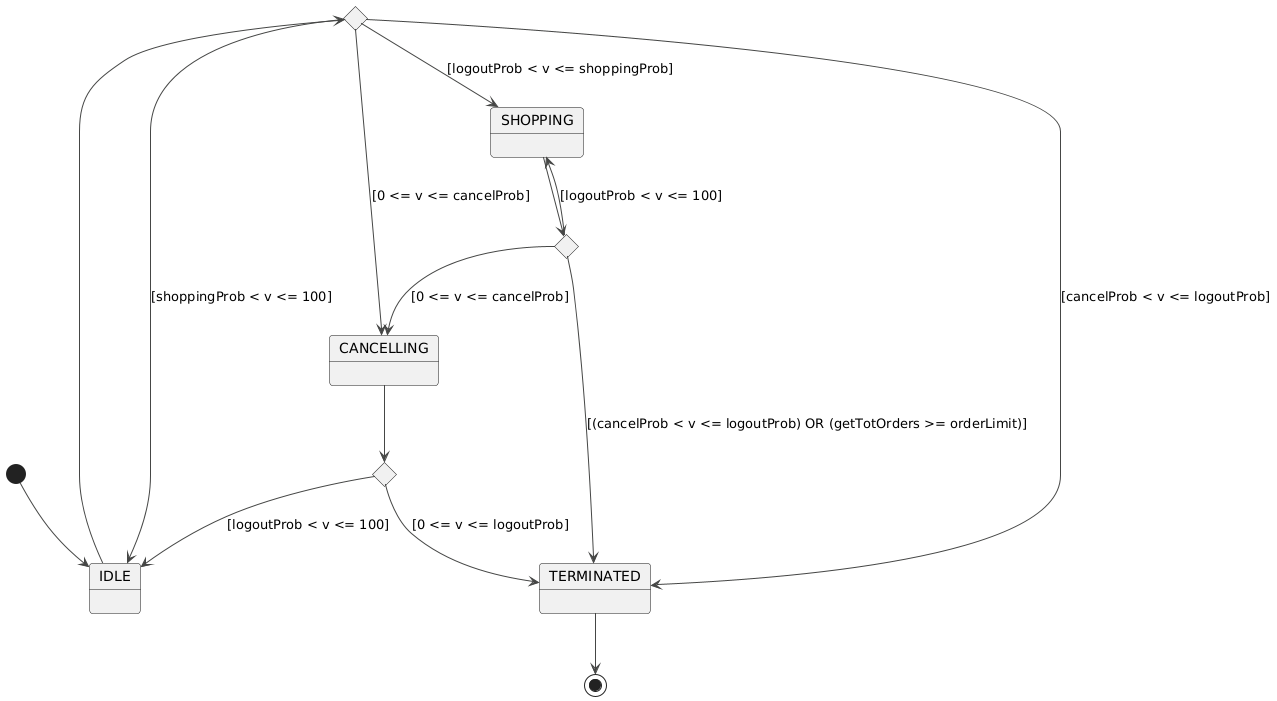 [logoutProb < v <= shoppingProb]
SHOPPING
[0 <= v <= cancelProb]
[logoutProb < v <= 100]
[shoppingProb < v <= 100]
[0 <= v <= cancelProb]
[cancelProb < v <= logoutProb]
CANCELLING
[(cancelProb < v <= logoutProb) OR (getTotOrders >= orderLimit)]
[logoutProb < v <= 100]
[0 <= v <= logoutProb]
IDLE
TERMINATED